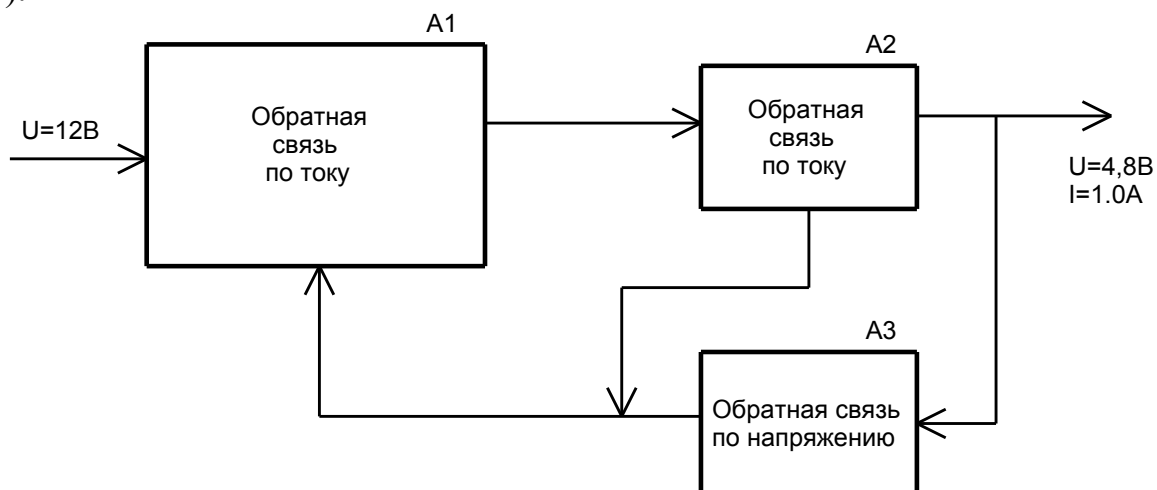 ).
A1
Обратная
связь
по току
U=12В
A2
Обратная
связь
по току
U=4,8В
I=1.0А
A3
Обратная связь
по напряжению